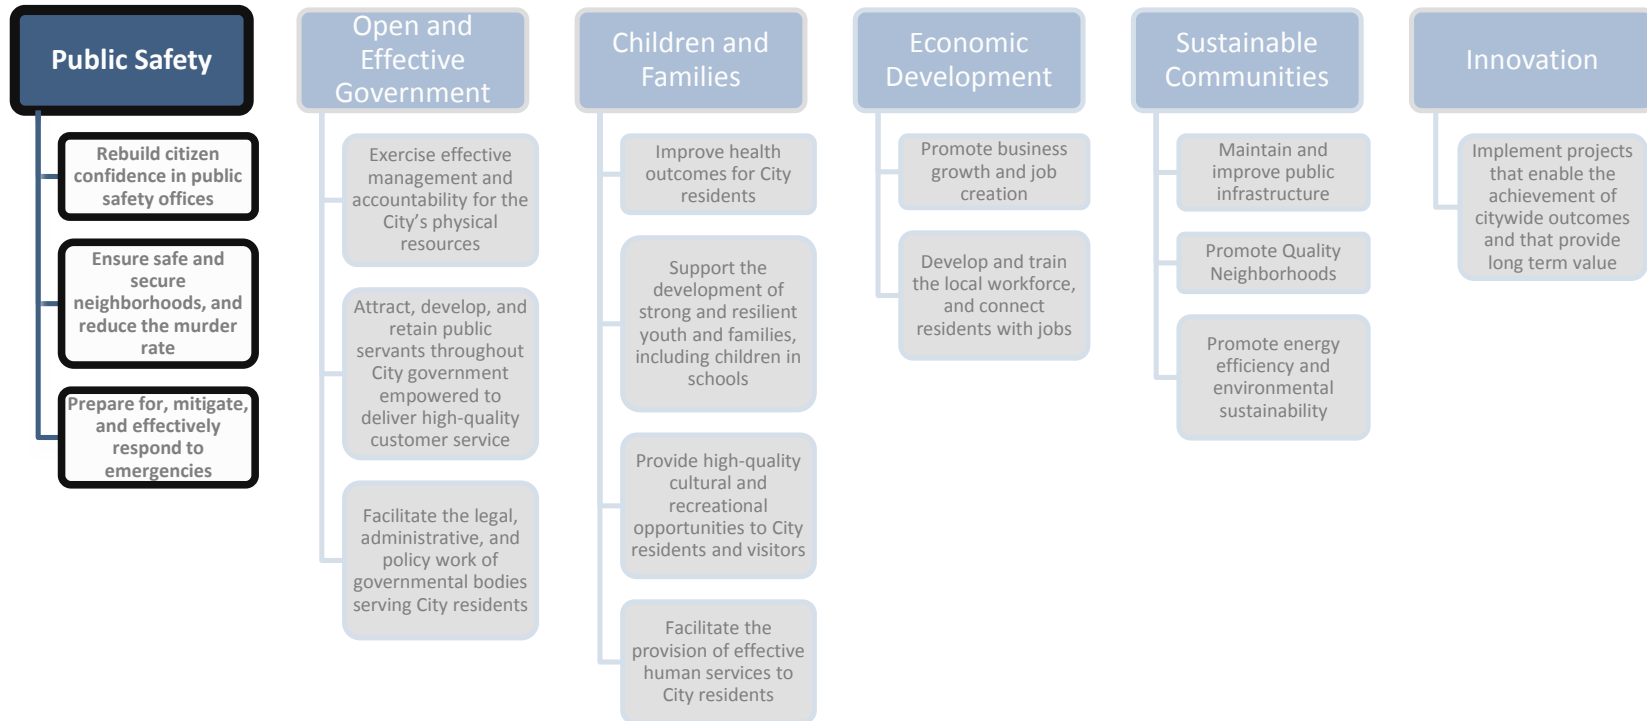 Public Safety
Rebuild citizen
confidence in public
safety offices
Ensure safe and
secure
neighborhoods, and
reduce the murder
rate
Prepare for, mitigate,
and effectively
respond to
emergencies
Open and
Effective
Government
Exercise effective
management and
accountability for the
City’s physical
resources
Attract, develop, and
retain public
servants throughout
City government
empowered to
deliver high-quality
customer service
Facilitate the legal,
administrative, and
policy work of
governmental bodies
serving City residents
Children and
Families
Improve health
outcomes for City
residents
Support the
development of
strong and resilient
youth and families,
including children in
schools
Provide high-quality
cultural and
recreational
opportunities to City
residents and visitors
Facilitate the
provision of effective
human services to
City residents
Economic
Development
Promote business
growth and job
creation
Develop and train
the local workforce,
and connect
residents with jobs
Sustainable
Communities
Maintain and
improve public
infrastructure
Promote Quality
Neighborhoods
Promote energy
efficiency and
environmental
sustainability
Innovation
Implement projects
that enable the
achievement of
citywide outcomes
and that provide
long term value